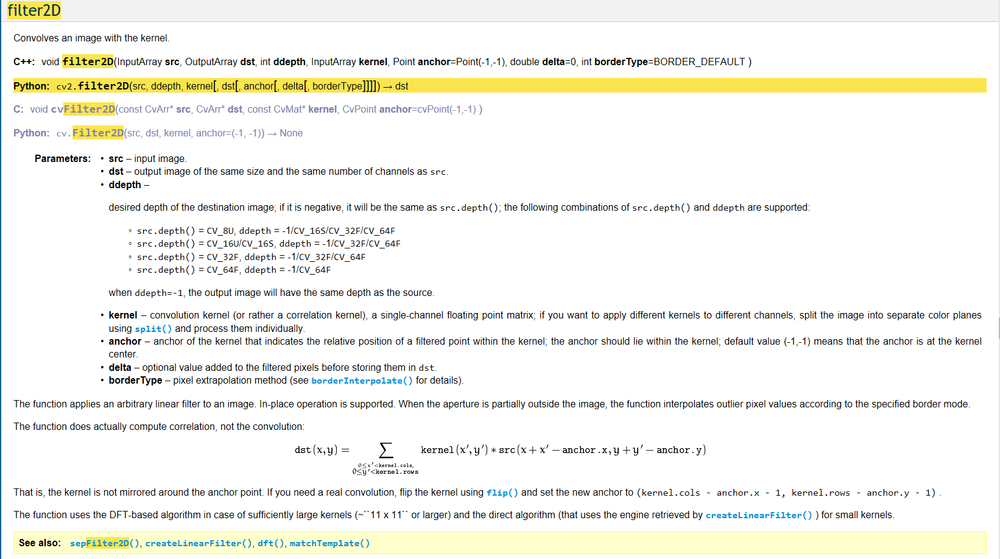 filter2D
Convolves an image with the kernel.
C++: void filter2D(InputArray src, OutputArray dst, int ddepth, InputArray kernel, Point anchor=Point(-1,-1), double delta=0, int borderType=BORDER_DEFAULT )
Python: cv2.filter2D(src, ddepth, kernel[, dst[, anchor[, delta[, borderType]]]]) → dst
C: void cvFilter2D(const CvArr* src, CvArr* dst, const CvMat* kernel, CvPoint anchor=cvPoint(-1,-1) )
Python: cv.Filter2D(src, dst, kernel, anchor=(-1, -1)) → None
Parameters: • src – input image.
• dst – output image of the same size and the same number of channels as src.
• ddepth –
desired depth of the destination image; if it is negative, it will be the same as src.depth(); the following combinations of src.depth() and ddepth are supported:
◦ src.depth() = CV_8U, ddepth = -1/CV_16S/CV_32F/CV_64F
◦ src.depth() = CV_16U/CV_16S, ddepth = -1/CV_32F/CV_64F
◦ src.depth() = CV_32F, ddepth = -1/CV_32F/CV_64F
◦ src.depth() = CV_64F, ddepth = -1/CV_64F
when ddepth=-1, the output image will have the same depth as the source.
• kernel – convolution kernel (or rather a correlation kernel), a single-channel floating point matrix; if you want to apply different kernels to different channels, split the image into separate color planes
using split() and process them individually.
• anchor – anchor of the kernel that indicates the relative position of a filtered point within the kernel; the anchor should lie within the kernel; default value (-1,-1) means that the anchor is at the kernel
center.
• delta – optional value added to the filtered pixels before storing them in dst.
• borderType – pixel extrapolation method (see borderInterpolate() for details).
The function applies an arbitrary linear filter to an image. In-place operation is supported. When the aperture is partially outside the image, the function interpolates outlier pixel values according to the specified border mode.
The function does actually compute correlation, not the convolution:
dst(x,y) = ∑ kernel(x′,y′) * src(x + x′ − anchor.x, y + y′ − anchor.y)
0≤x′<kernel.cols,
0≤y′<kernel.rows
That is, the kernel is not mirrored around the anchor point. If you need a real convolution, flip the kernel using flip() and set the new anchor to (kernel.cols - anchor.x - 1, kernel.rows - anchor.y - 1) .
The function uses the DFT-based algorithm in case of sufficiently large kernels (~``11 x 11`` or larger) and the direct algorithm (that uses the engine retrieved by createLinearFilter() ) for small kernels.
See also: sepFilter2D(), createLinearFilter(), dft(), matchTemplate()